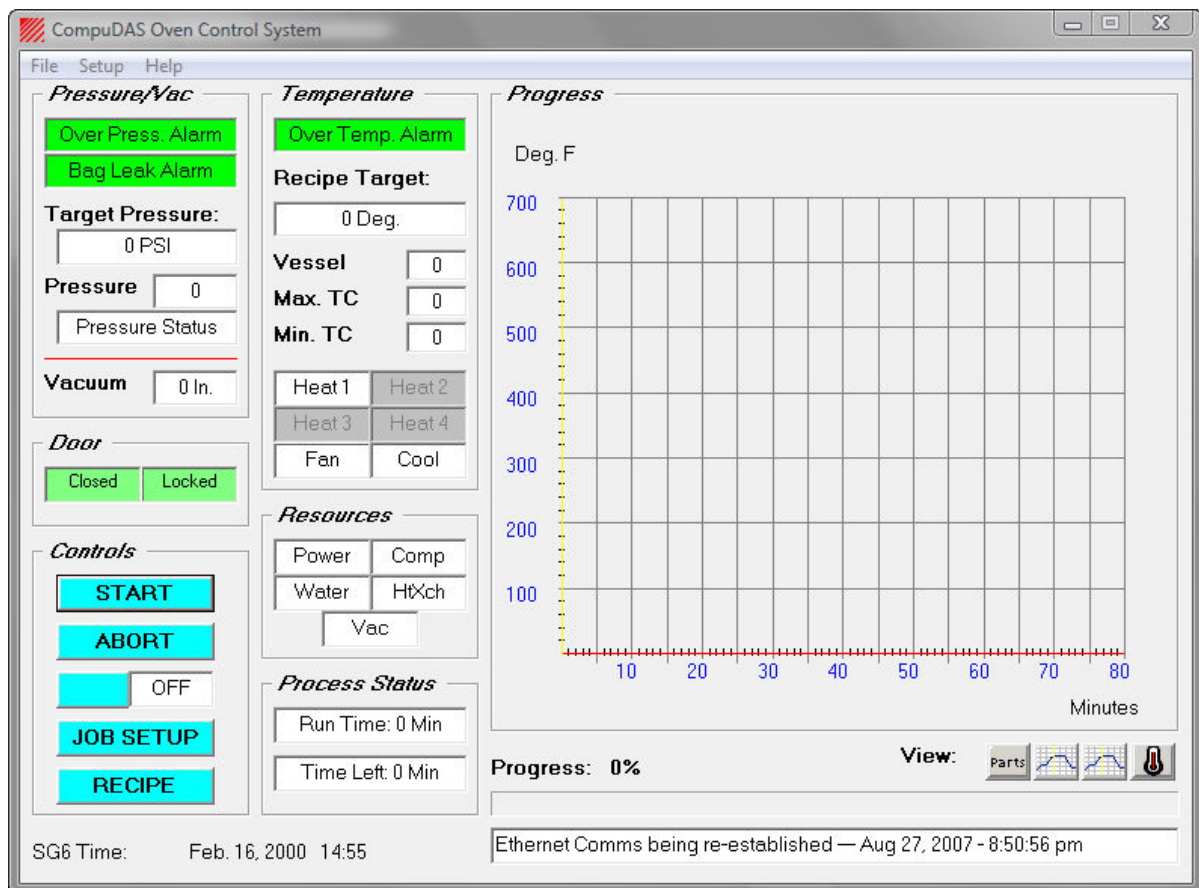 CompuDAS Oven Control System
File Setup Help
Pressure/Vac
Over Press. Alarm
Bag Leak Alarm
Target Pressure:
0 PSI
Pressure 0
Pressure Status
Vacuum 0 In.
Door
Closed Locked
Controls
START
ABORT
OFF
JOB SETUP
RECIPE
SG6 Time: Feb. 16, 2000 14:55
Temperature
Over Temp. Alarm
Recipe Target:
0 Deg.
Vessel 0
Max. TC 0
Min. TC 0
Heat 1 Heat 2
Heat 3 Heat 4
Fan Cool
Resources
Power Comp
Water HtXch
Vac
Process Status
Run Time: 0 Min
Time Left: 0 Min
Progress
Deg. F
700
600
500
400
300
200
100
10 20 30 40 50 60 70 80
Minutes
Progress: 0% View: Parts
Ethernet Comms being re-established — Aug 27, 2007 - 8:50:56 pm